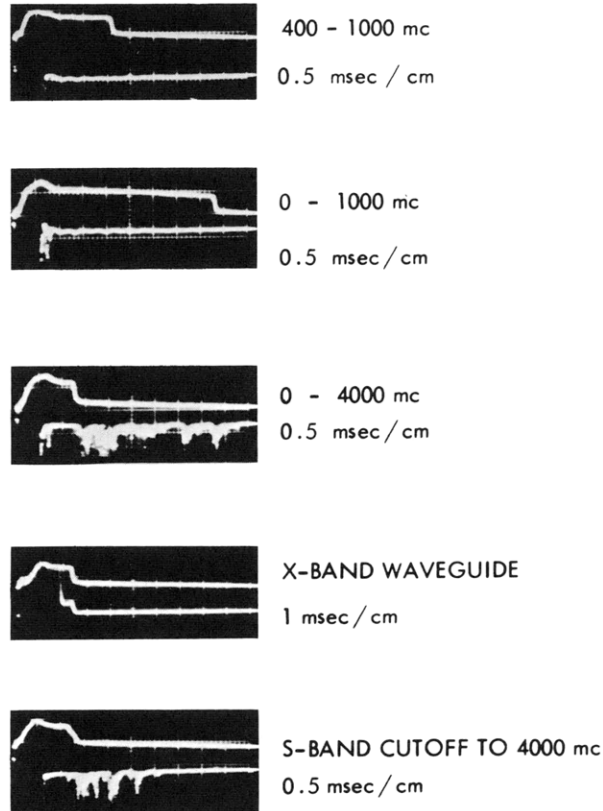 400 - 1000 mc
0.5 msec / cm
0 - 1000 mc
0.5 msec / cm
0 - 4000 mc
0.5 msec / cm
X-BAND WAVEGUIDE
1 msec / cm
S-BAND CUTOFF TO 4000 mc
0.5 msec / cm